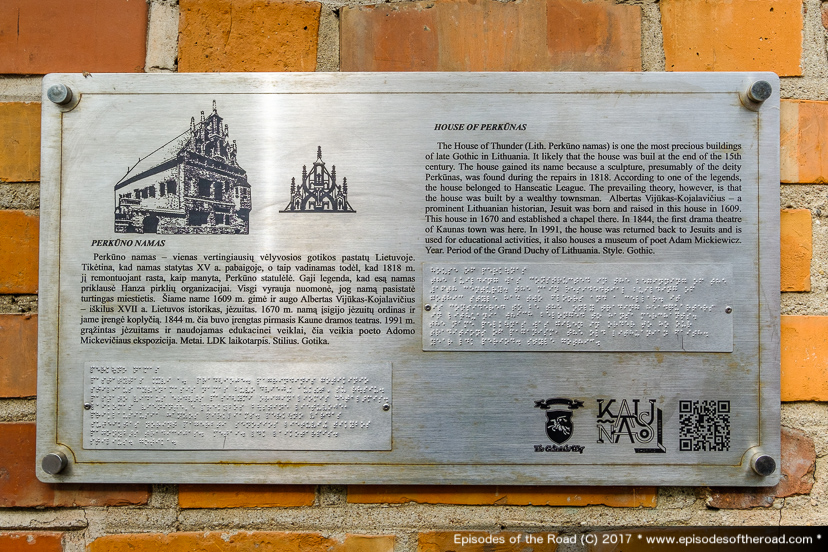 PERKŪNO NAMAS
Perkūno namas – vienas vertingiausių vėlyvosios gotikos pastatų Lietuvoje.
Tikėtina, kad namas statytas XV a. pabaigoje, o taip vadinamas todėl, kad 1818 m.
jį remontuojant rasta, kaip manyta, Perkūno statulėlė. Gaji legenda, kad esą namas
priklausė Hanza pirklių organizacijai. Visgi vyrauja nuomonė, jog namą pasistatė
turtingas miestietis. Šiame name 1609 m. gimė ir augo Albertas Vijūkas-Kojalavičius
– iškilus XVII a. Lietuvos istorikas, jėzuitas. 1670 m. namą įsigijo jėzuitų ordinas ir
jame įrengė koplyčią. 1844 m. čia buvo įrengtas pirmasis Kaune dramos teatras. 1991 m.
grąžintas jėzuitams ir naudojamas edukacinei veiklai, čia veikia poeto Adomo
Mickevičiaus ekspozicija. Metai. LDK laikotarpis. Stilius. Gotika.
HOUSE OF PERKŪNAS
The House of Thunder (Lith. Perkūno namas) is one the most precious buildings
of late Gothic in Lithuania. It likely that the house was buil at the end of the 15th
century. The house gained its name because a sculpture, presumably of the deity
Perkūnas, was found during the repairs in 1818. According to one of the legends,
the house belonged to Hanseatic League. The prevailing theory, however, is that
the house was built by a wealthy townsman. Albertas Vijūkas-Kojalavičius – a
prominent Lithuanian historian, Jesuit was born and raised in this house in 1609.
This house in 1670 and established a chapel there. In 1844, the first drama theatre
of Kaunas town was here. In 1991, the house was returned back to Jesuits and is
used for educational activities, it also houses a museum of poet Adam Mickiewicz.
Year. Period of the Grand Duchy of Lithuania. Style. Gothic.
KAU
NAS
Episodes of the Road (C) 2017 * www.episodesoftheroad.com *